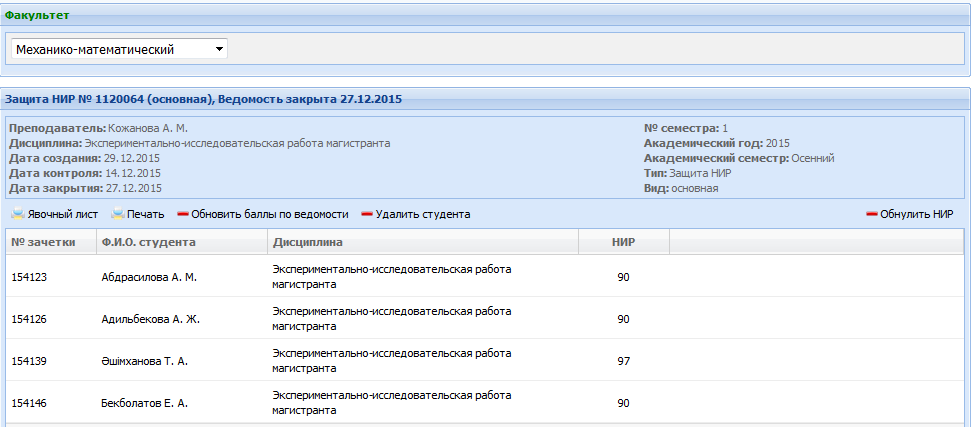 Факультет
Механико-математический
Защита НИР № 1120064 (основная), Ведомость закрыта 27.12.2015
Преподаватель: Кожанова А. М. № семестра: 1
Дисциплина: Экспериментально-исследовательская работа магистранта Академический год: 2015
Дата создания: 29.12.2015 Академический семестр: Осенний
Дата контроля: 14.12.2015 Тип: Защита НИР
Дата закрытия: 27.12.2015 Вид: основная
Явочный лист Печать Обновить баллы по ведомости Удалить студента Обнулить НИР
№ зачетки Ф.И.О. студента Дисциплина НИР
154123 Абдрасилова А. М. Экспериментально-исследовательская работа магистранта 90
154126 Адильбекова А. Ж. Экспериментально-исследовательская работа магистранта 90
154139 Әшімханова Т. А. Экспериментально-исследовательская работа магистранта 97
154146 Бекболатов Е. А. Экспериментально-исследовательская работа магистранта 90